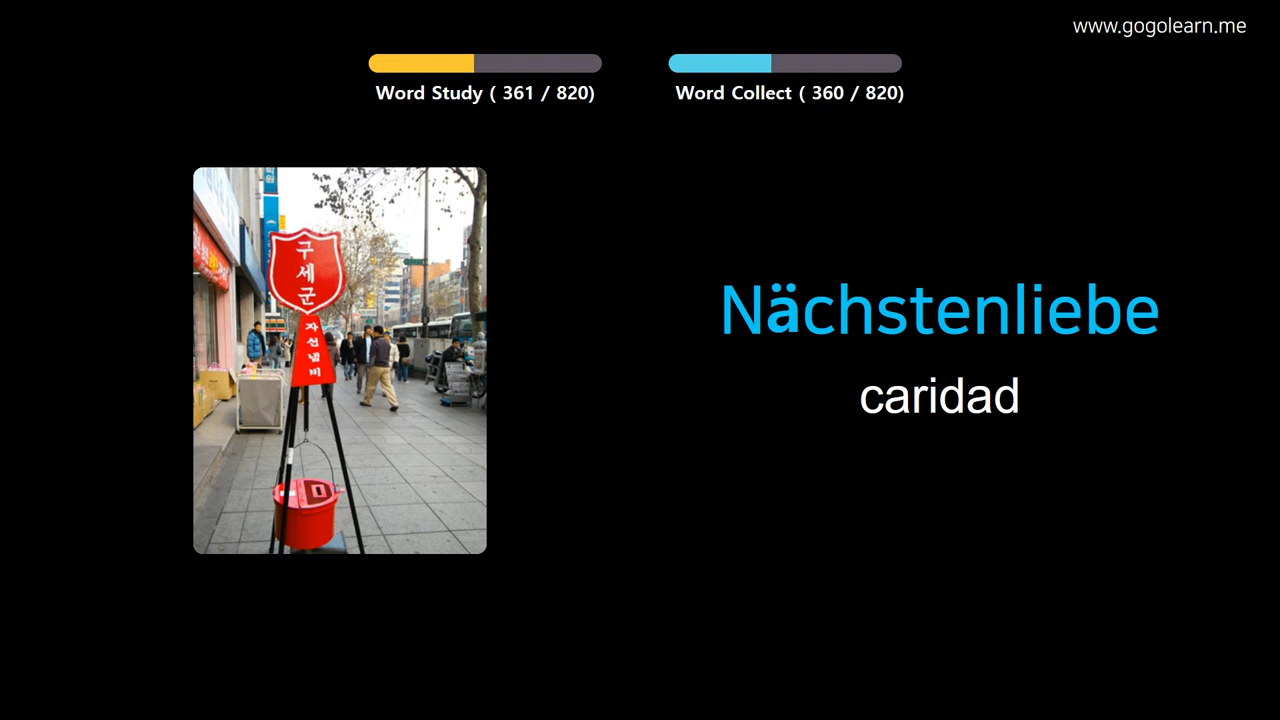 www.gogolearn.me
Word Study ( 361 / 820)
Word Collect ( 360 / 820)
구
세
군
자
선
냄
비
Nächstenliebe
caridad